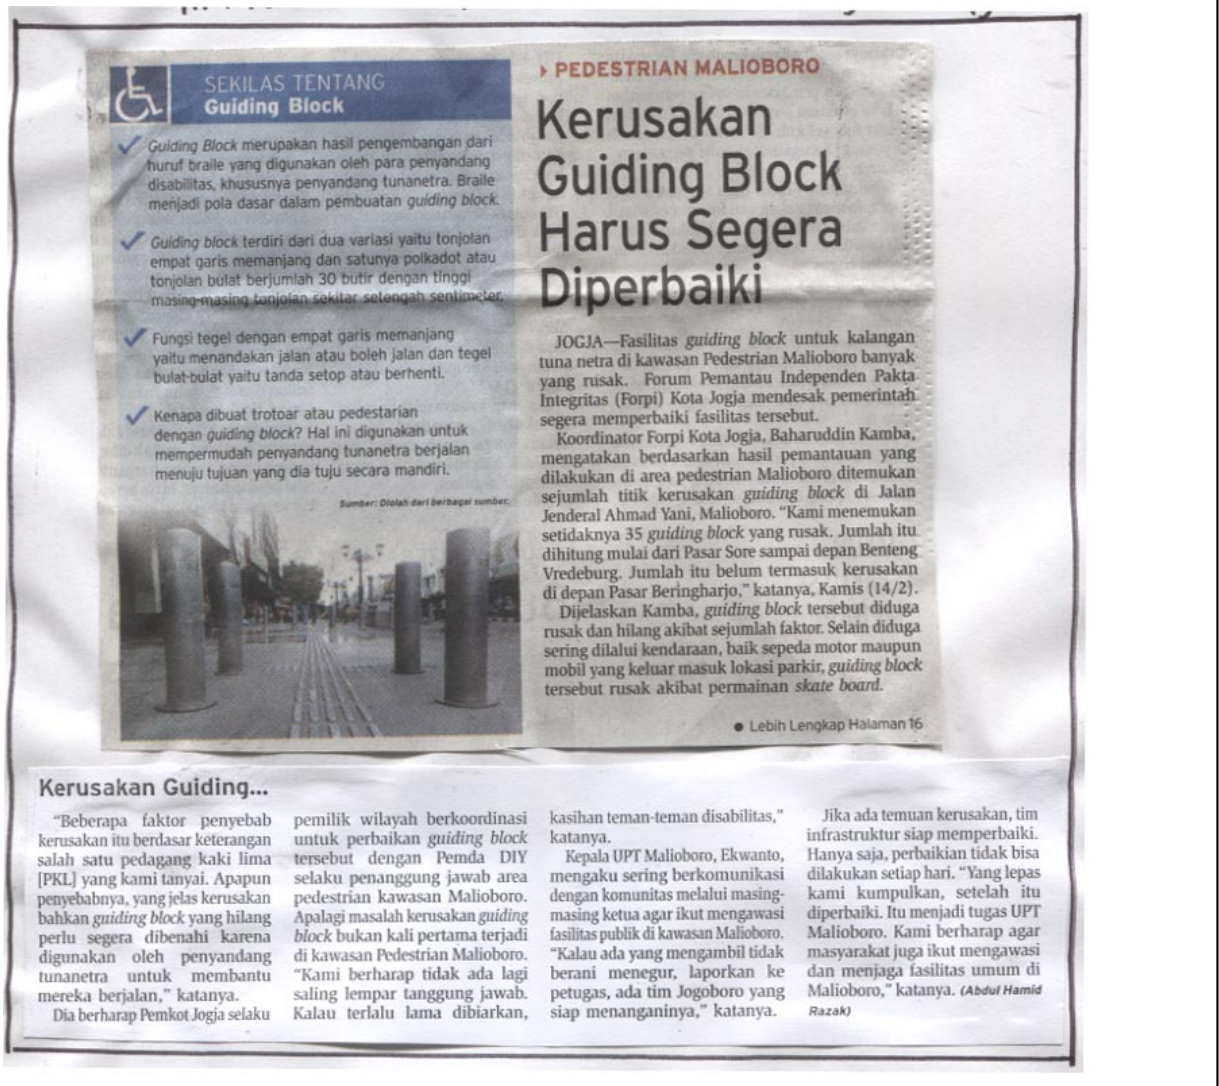 SEKILAS TENTANG
Guiding Block
Guiding Block merupakan hasil pengembangan dari
huruf braile yang digunakan oleh para penyandang
disabilitas, khususnya penyandang tunanetra. Braile
menjadi pola dasar dalam pembuatan guiding block.
Guiding block terdiri dari dua variasi yaitu tonjolan
empat garis memanjang dan satunya polkadot atau
tonjolan bulat berjumlah 30 butir dengan tinggi
masing-masing tonjolan sekitar setengah sentimeter.
Fungsi tegel dengan empat garis memanjang
yaitu menandakan jalan atau boleh jalan dan tegel
bulat-bulat yaitu tanda setop atau berhenti.
Kenapa dibuat trotoar atau pedestarian
dengan guiding block? Hal ini digunakan untuk
mempermudah penyandang tunanetra berjalan
menuju tujuan yang dia tuju secara mandiri.
Sumber: Diolah dari berbagai sumber.
PEDESTRIAN MALIOBORO
Kerusakan
Guiding Block
Harus Segera
Diperbaiki
JOGJA—Fasilitas guiding block untuk kalangan
tuna netra di kawasan Pedestrian Malioboro banyak
yang rusak. Forum Pemantau Independen Pakta
Integritas (Forpi) Kota Jogja mendesak pemerintah
segera memperbaiki fasilitas tersebut.
Koordinator Forpi Kota Jogja, Baharuddin Kamba,
mengatakan berdasarkan hasil pemantauan yang
dilakukan di area pedestrian Malioboro ditemukan
sejumlah titik kerusakan guiding block di Jalan
Jenderal Ahmad Yani, Malioboro. “Kami menemukan
setidaknya 35 guiding block yang rusak. Jumlah itu
dihitung mulai dari Pasar Sore sampai depan Benteng
Vredeburg. Jumlah itu belum termasuk kerusakan
di depan Pasar Beringharjo,” katanya, Kamis (14/2).
Dijelaskan Kamba, guiding block tersebut diduga
rusak dan hilang akibat sejumlah faktor. Selain diduga
sering dilalui kendaraan, baik sepeda motor maupun
mobil yang keluar masuk lokasi parkir, guiding block
tersebut rusak akibat permainan skate board.
● Lebih Lengkap Halaman 16
Kerusakan Guiding...
“Beberapa faktor penyebab
kerusakan itu berdasar keterangan
salah satu pedagang kaki lima
[PKL] yang kami tanyai. Apapun
penyebabnya, yang jelas kerusakan
bahkan guiding block yang hilang
perlu segera dibenahi karena
digunakan oleh penyandang
tunanetra untuk membantu
mereka berjalan,” katanya.
Dia berharap Pemkot Jogja selaku
pemilik wilayah berkoordinasi
untuk perbaikan guiding block
tersebut dengan Pemda DIY
selaku penanggung jawab area
pedestrian kawasan Malioboro.
Apalagi masalah kerusakan guiding
block bukan kali pertama terjadi
di kawasan Pedestrian Malioboro.
“Kami berharap tidak ada lagi
saling lempar tanggung jawab.
Kalau terlalu lama dibiarkan,
kasihan teman-teman disabilitas,”
katanya.
Kepala UPT Malioboro, Ekwanto,
mengaku sering berkomunikasi
dengan komunitas melalui masing-
masing ketua agar ikut mengawasi
fasilitas publik di kawasan Malioboro.
“Kalau ada yang mengambil tidak
berani menegur, laporkan ke
petugas, ada tim Jogoboro yang
siap menanganinya,” katanya.
Jika ada temuan kerusakan, tim
infrastruktur siap memperbaiki.
Hanya saja, perbaikian tidak bisa
dilakukan setiap hari. “Yang lepas
kami kumpulkan, setelah itu
diperbaiki. Itu menjadi tugas UPT
Malioboro. Kami berharap agar
masyarakat juga ikut mengawasi
dan menjaga fasilitas umum di
Malioboro,” katanya. (Abdul Hamid
Razak)